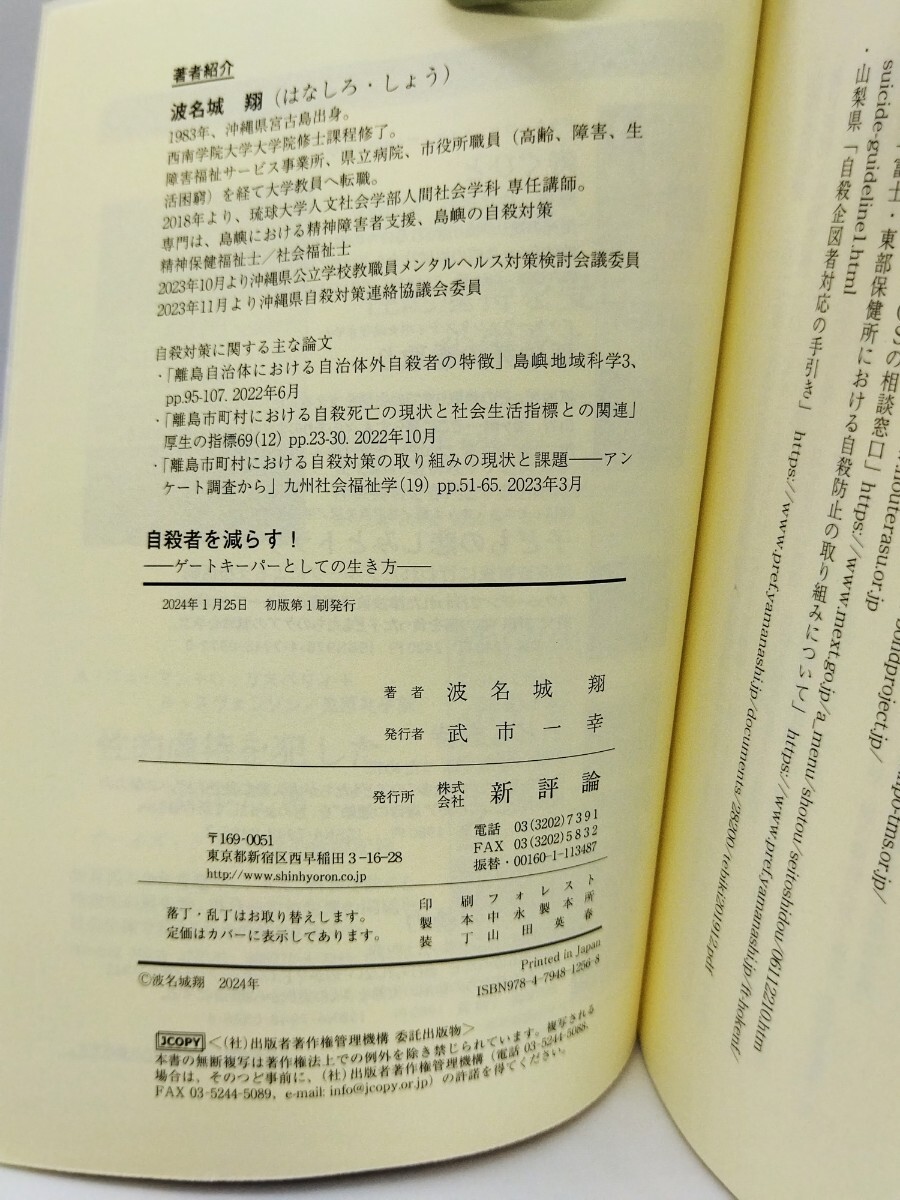 著者紹介
波名城　翔（はなしろ・しょう）
1983年、沖縄県宮古島出身。
西南学院大学大学院修士課程修了。
障害福祉サービス事業所、県立病院、市役所職員（高齢、障害、生
活困窮）を経て大学教員へ転職。
2018年より、琉球大学人文社会学部人間社会学科 専任講師。
専門は、島嶼における精神障害者支援、島嶼の自殺対策
精神保健福祉士／社会福祉士
2023年10月より沖縄県公立学校教職員メンタルヘルス対策検討会議委員
2023年11月より沖縄県自殺対策連絡協議会委員
自殺対策に関する主な論文
・「離島自治体における自治体外自殺者の特徴」島嶼地域科学3、
pp.95-107. 2022年6月
・「離島市町村における自殺死亡の現状と社会生活指標との関連」
厚生の指標69(12) pp.23-30. 2022年10月
・「離島市町村における自殺対策の取り組みの現状と課題――アン
ケート調査から」九州社会福祉学(19) pp.51-65. 2023年3月
自殺者を減らす！
――ゲートキーパーとしての生き方――
2024年1月25日　初版第1刷発行
著者　波名城　翔
発行者　武市一幸
発行所　株式会社　新評論
〒169-0051
東京都新宿区西早稲田3-16-28
http://www.shinhyoron.co.jp
電話　03(3202)7391
FAX　03(3202)5832
振替・00160-1-113487
落丁・乱丁はお取り替えします。
定価はカバーに表示してあります。
印刷　フォレスト
製本　中永製本所
装丁　山田英春
©波名城翔　2024年
Printed in Japan
ISBN978-4-7948-1256-8
JCOPY <（社）出版者著作権管理機構 委託出版物>
本書の無断複写は著作権法上での例外を除き禁じられています。複写される
場合は、そのつど事前に、（社）出版者著作権管理機構（電話 03-5244-5088、
FAX 03-5244-5089、e-mail: info@jcopy.or.jp）の許諾を得てください。
の相談窓口」https://www.mext.go.jp/a_menu/shotou/seitoshidou/06112210.htm
富士・東部保健所における自殺防止の取り組みについて」https://www.pref.yamanashi.jp/ft-hokenf/
suicide-guideline1.html
・山梨県「自殺企図者対応の手引き」https://www.pref.yamanashi.jp/documents/28200/tebiki201912.pdf